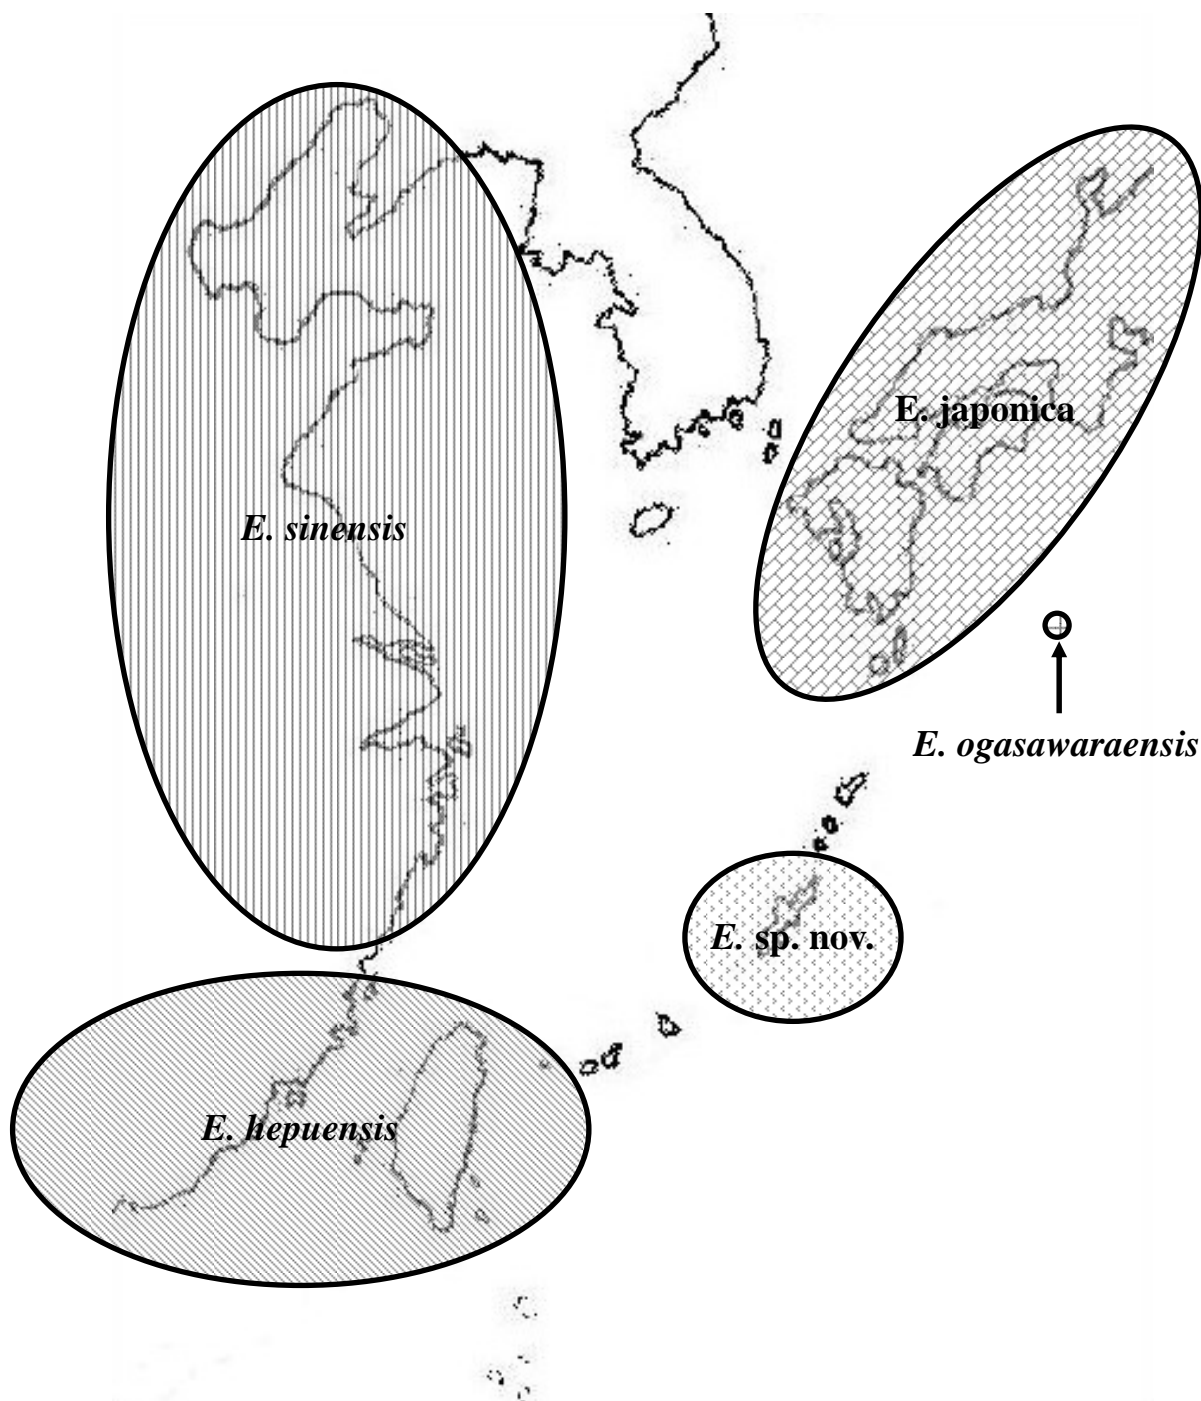 E. japonica
E. sinensis
E. ogasawaraensis
E. sp. nov.
E. hepuensis